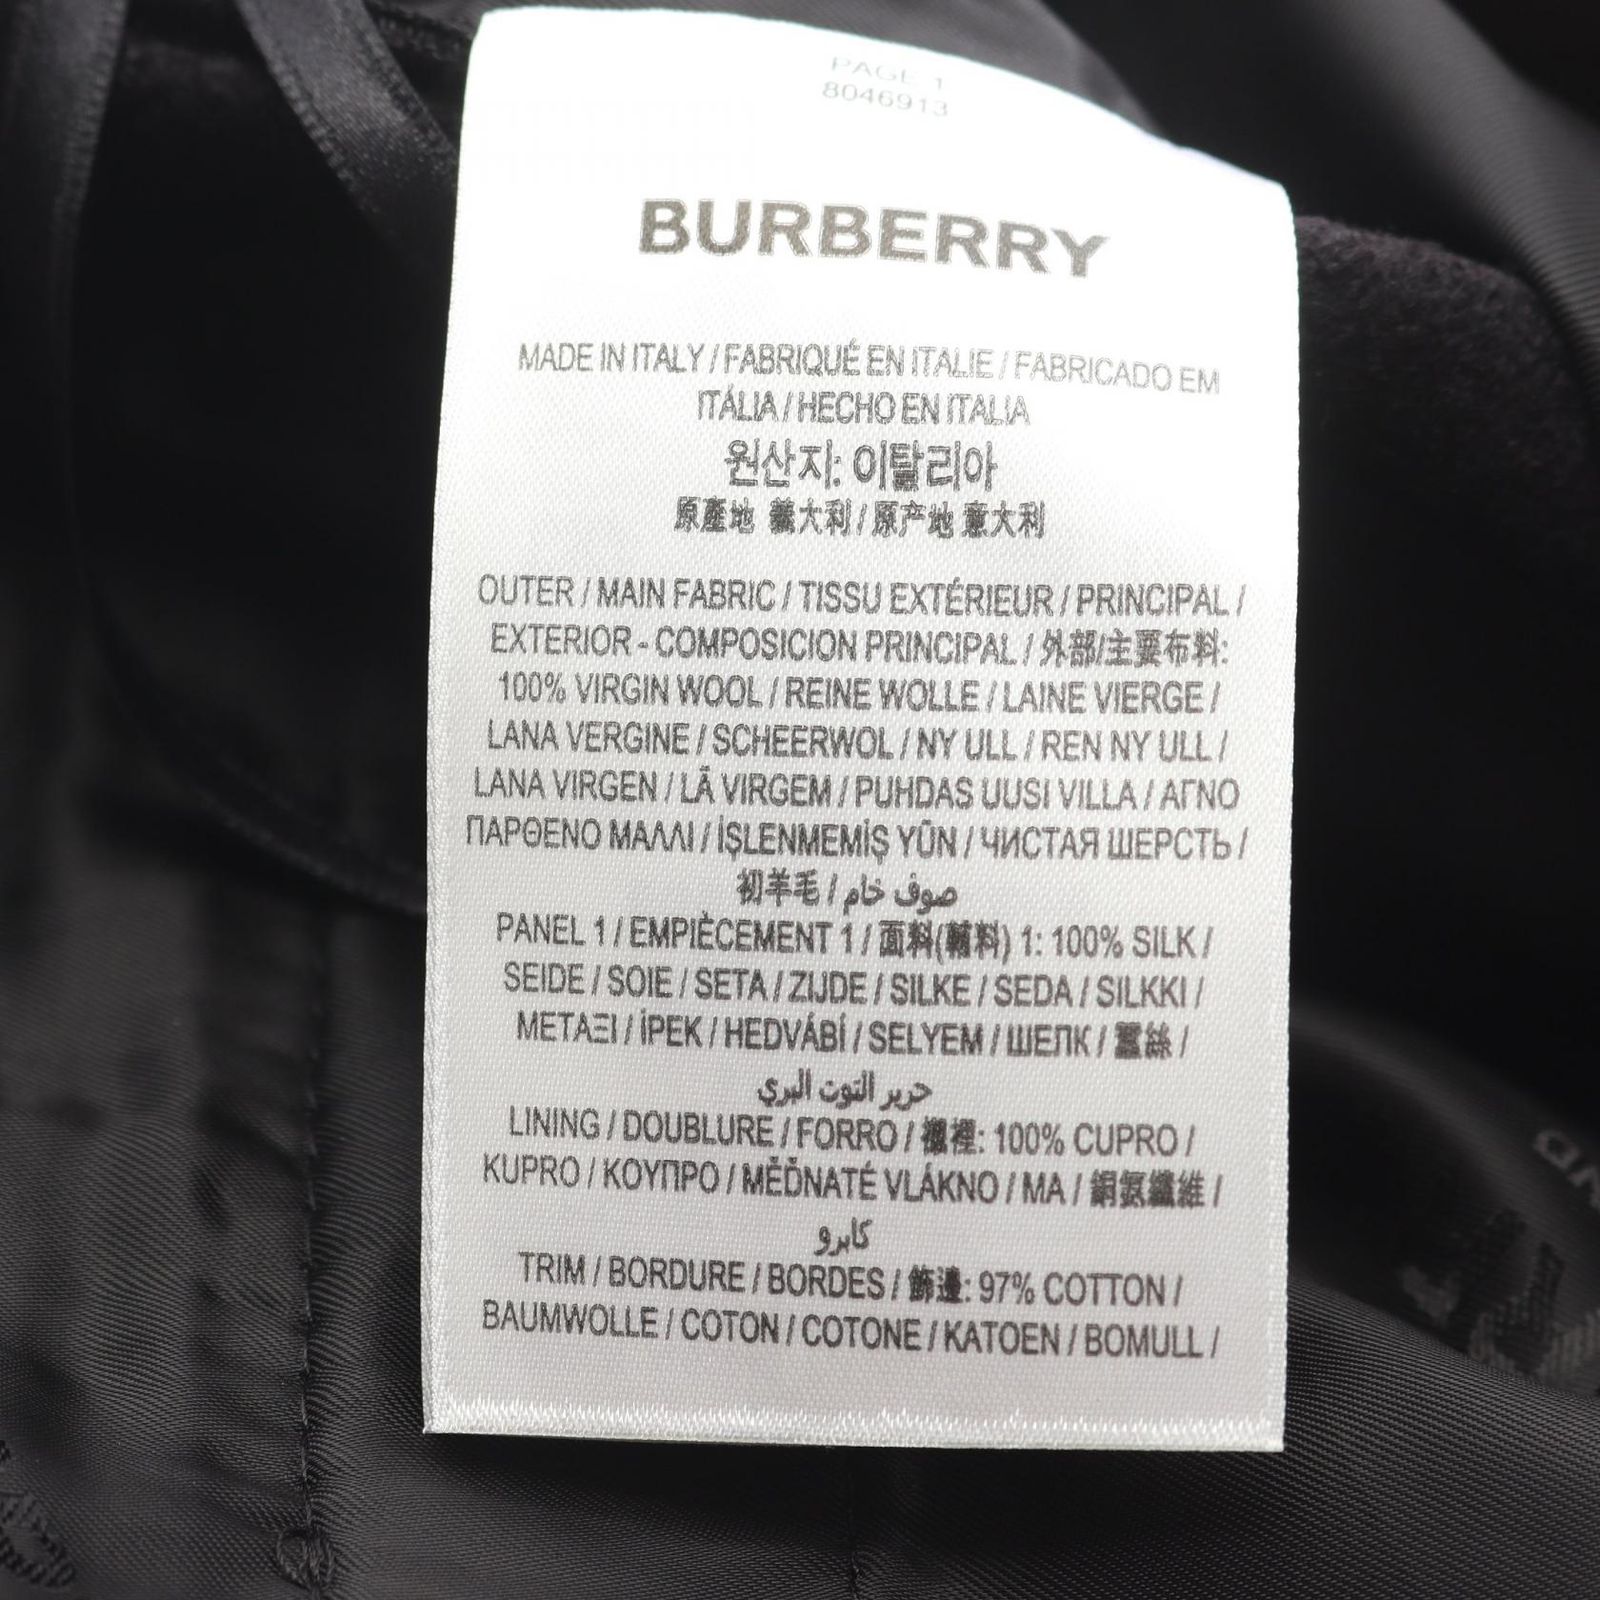 PAGE 1
8046913
BURBERRY
MADE IN ITALY / FABRIQUÉ EN ITALIE / FABRICADO EM
ITÁLIA / HECHO EN ITALIA
원산지: 이탈리아
原產地 義大利 / 原产地 意大利
OUTER / MAIN FABRIC / TISSU EXTÉRIEUR / PRINCIPAL /
EXTERIOR - COMPOSICION PRINCIPAL / 外部/主要布料:
100% VIRGIN WOOL / REINE WOLLE / LAINE VIERGE /
LANA VERGINE / SCHEERWOL / NY ULL / REN NY ULL /
LANA VIRGEN / LÃ VIRGEM / PUHDAS UUSI VILLA / ΑΓΝΟ
ΠΑΡΘΕΝΟ ΜΑΛΛΙ / İŞLENMEMİŞ YÜN / ЧИСТАЯ ШЕРСТЬ /
初羊毛 / صوف خام
PANEL 1 / EMPIÈCEMENT 1 / 面料(輔料) 1: 100% SILK /
SEIDE / SOIE / SETA / ZIJDE / SILKE / SEDA / SILKKI /
ΜΕΤΑΞΙ / İPEK / HEDVÁBÍ / SELYEM / ШЕЛК / 蠶絲 /
حرير التوت البري
LINING / DOUBLURE / FORRO / 襯裡: 100% CUPRO /
KUPRO / ΚΟΥΠΡΟ / MĚĎNATÉ VLÁKNO / MA / 銅氨纖維 /
كابرو
TRIM / BORDURE / BORDES / 飾邊: 97% COTTON /
BAUMWOLLE / COTON / COTONE / KATOEN / BOMULL /